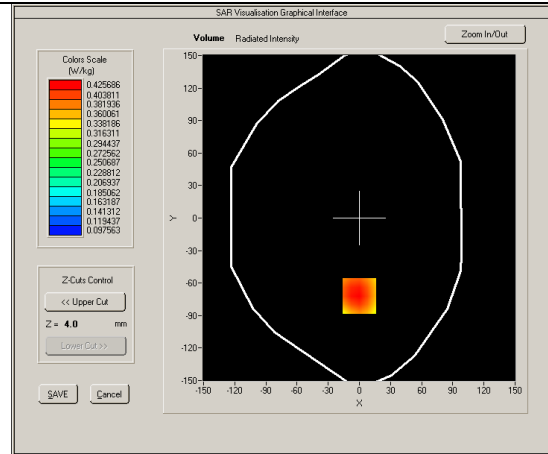 SAR Visualisation Graphical Interface
Volume Radiated Intensity
Zoom In/Out
Colors Scale
(W/kg)
0.425686
0.403811
0.381936
0.360061
0.338186
0.316311
0.294437
0.272562
0.250687
0.228812
0.206937
0.185062
0.163187
0.141312
0.119437
0.097563
Z-Cuts Control
<< Upper Cut
Z = 4.0 mm
Lower Cut >>
SAVE Cancel
150
120
90
60
30
0
-30
-60
-90
-120
-150
Y
-150 -120 -90 -60 -30 0 30 60 90 120 150
X